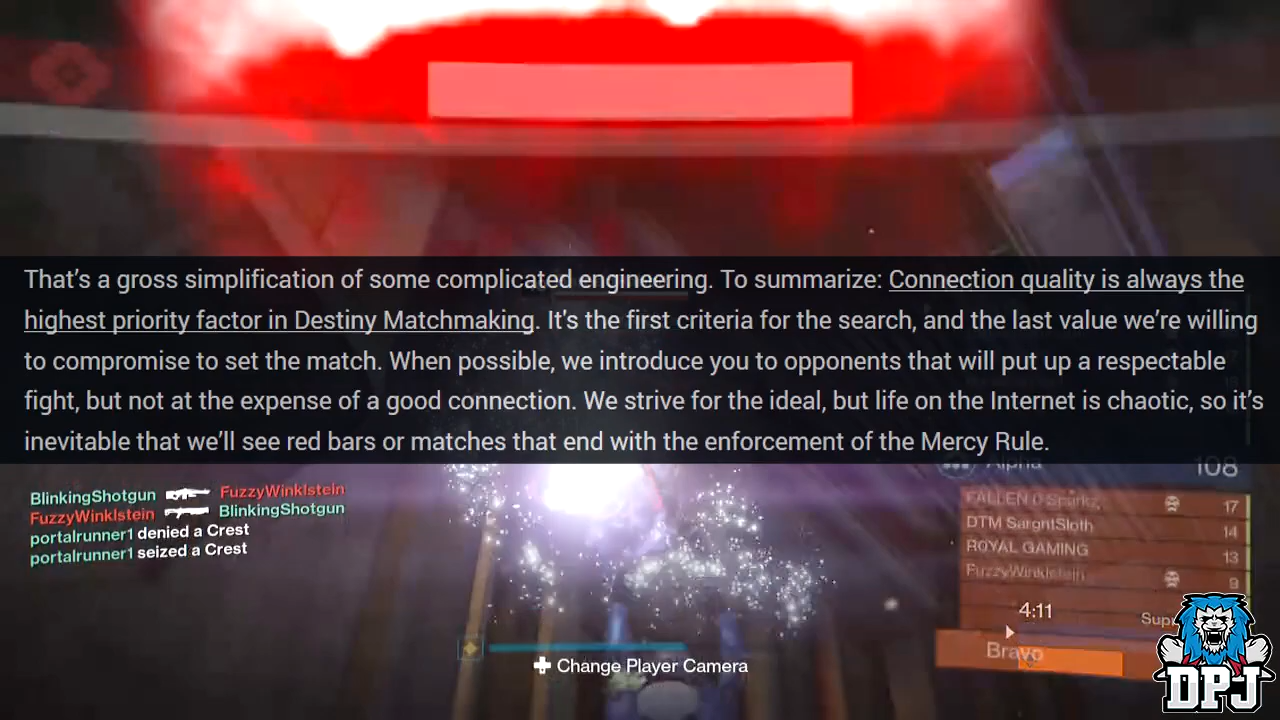 That's a gross simplification of some complicated engineering. To summarize: Connection quality is always the
highest priority factor in Destiny Matchmaking. It's the first criteria for the search, and the last value we're willing
to compromise to set the match. When possible, we introduce you to opponents that will put up a respectable
fight, but not at the expense of a good connection. We strive for the ideal, but life on the Internet is chaotic, so it's
inevitable that we'll see red bars or matches that end with the enforcement of the Mercy Rule.
Alpha 108
BlinkingShotgun FuzzyWinklstein
FuzzyWinklstein BlinkingShotgun
portalrunner1 denied a Crest
portalrunner1 seized a Crest
17
DTM SargntSloth 14
ROYAL GAMING 13
FuzzyWinklstein 9
4:11
Bravo
Change Player Camera
DPJ